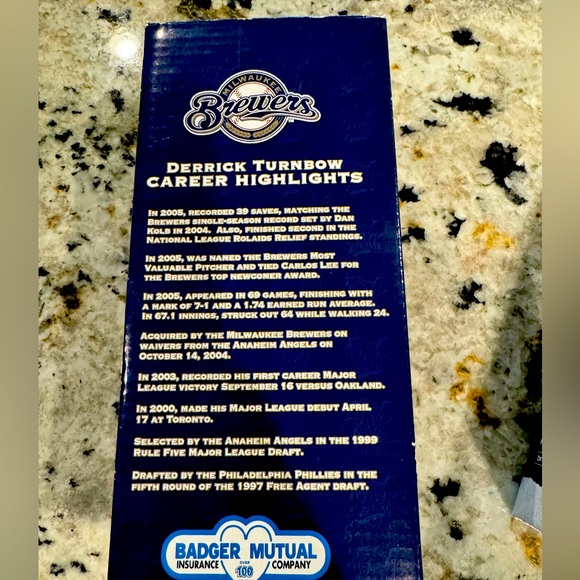 MILWAUKEE
Brewers
DERRICK TURNBOW
CAREER HIGHLIGHTS
IN 2005, RECORDED 39 SAVES, MATCHING THE
BREWERS SINGLE-SEASON RECORD SET BY DAN
KOLB IN 2004. ALSO, FINISHED SECOND IN THE
NATIONAL LEAGUE ROLAIDS RELIEF STANDINGS.
IN 2005, WAS NAMED THE BREWERS MOST
VALUABLE PITCHER AND TIED CARLOS LEE FOR
THE BREWERS TOP NEWCOMER AWARD.
IN 2005, APPEARED IN 69 GAMES, FINISHING WITH
A MARK OF 7-1 AND A 1.74 EARNED RUN AVERAGE.
IN 67.1 INNINGS, STRUCK OUT 64 WHILE WALKING 24.
ACQUIRED BY THE MILWAUKEE BREWERS ON
WAIVERS FROM THE ANAHEIM ANGELS ON
OCTOBER 14, 2004.
IN 2003, RECORDED HIS FIRST CAREER MAJOR
LEAGUE VICTORY SEPTEMBER 16 VERSUS OAKLAND.
IN 2000, MADE HIS MAJOR LEAGUE DEBUT APRIL
17 AT TORONTO.
SELECTED BY THE ANAHEIM ANGELS IN THE 1999
RULE FIVE MAJOR LEAGUE DRAFT.
DRAFTED BY THE PHILADELPHIA PHILLIES IN THE
FIFTH ROUND OF THE 1997 FREE AGENT DRAFT.
BADGER MUTUAL
INSURANCE OVER COMPANY
100